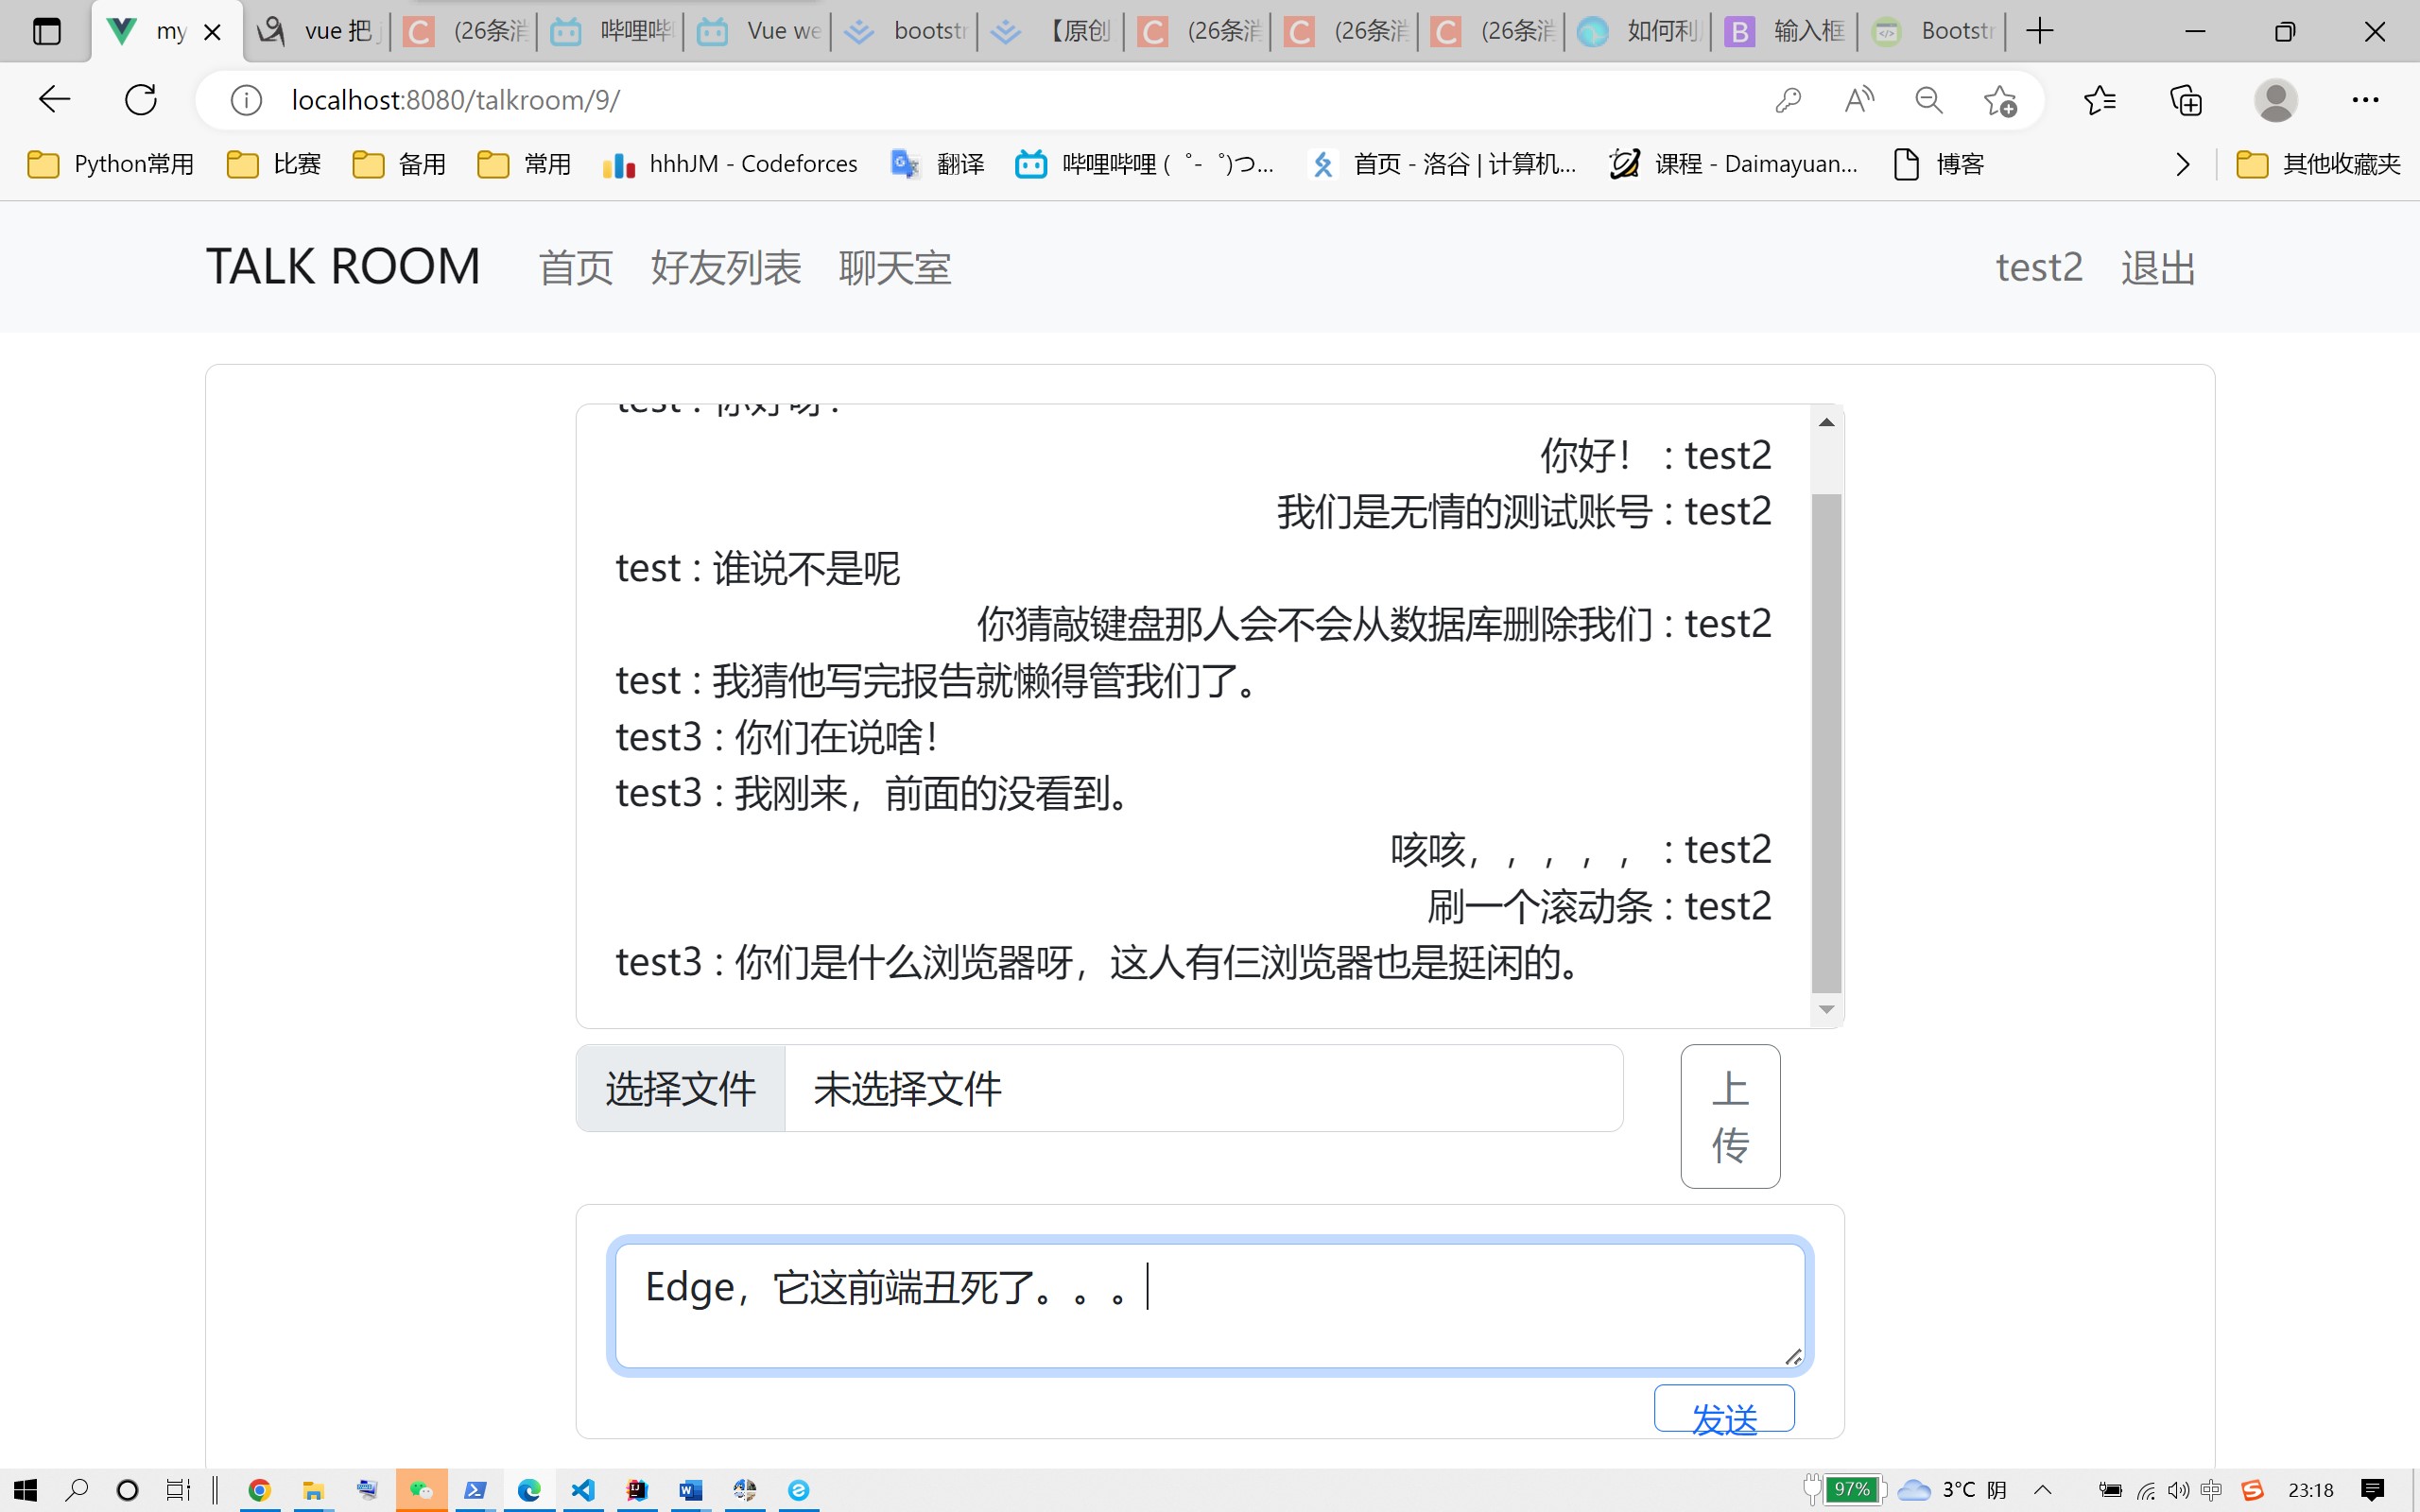 my
vue 把
(26条消
哔哩哔
Vue we
bootstr
【原创
(26条消
(26条消
(26条消
如何利
输入框
Bootstr
localhost:8080/talkroom/9/
Python常用
比赛
备用
常用
hhhJM - Codeforces
翻译
哔哩哔哩 (゜-゜)つ...
首页 - 洛谷 | 计算机...
课程 - Daimayuan...
博客
其他收藏夹
TALK ROOM 首页 好友列表 聊天室 test2 退出
test : 你好呀!
你好! : test2
我们是无情的测试账号 : test2
test : 谁说不是呢
你猜敲键盘那人会不会从数据库删除我们 : test2
test : 我猜他写完报告就懒得管我们了。
test3 : 你们在说啥!
test3 : 我刚来,前面的没看到。
咳咳,,,,, : test2
刷一个滚动条 : test2
test3 : 你们是什么浏览器呀,这人有仨浏览器也是挺闲的。
选择文件 未选择文件
上
传
Edge,它这前端丑死了。。。
发送
97% 3°C 阴 中 23:18